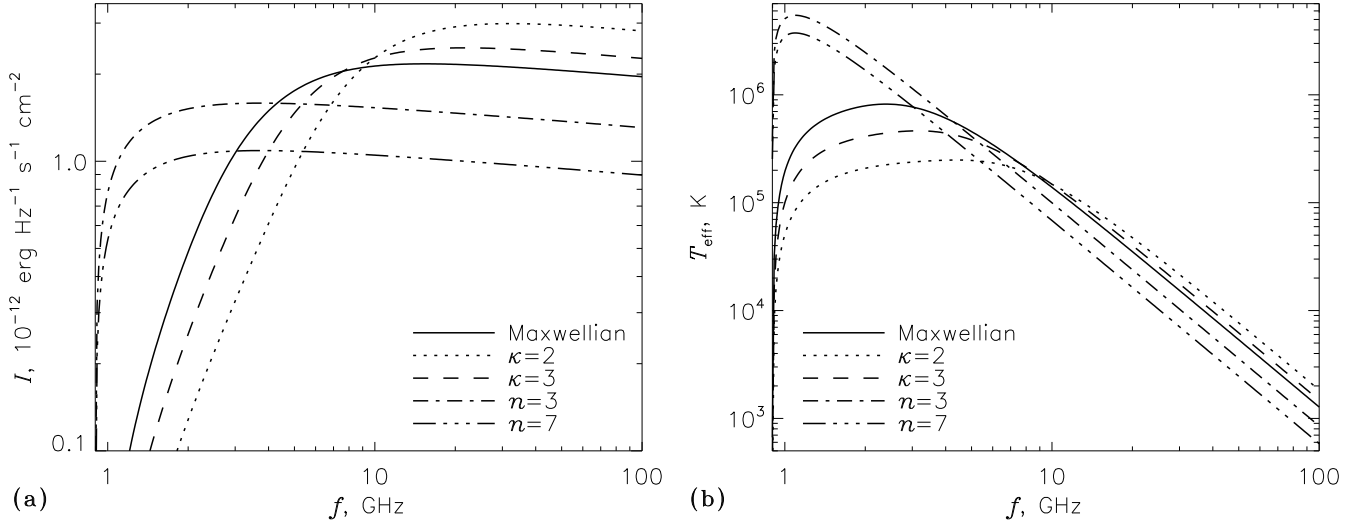 I, 10⁻¹² erg Hz⁻¹ s⁻¹ cm⁻²
1.0
0.1
Maxwellian
κ=2
κ=3
n=3
n=7
1
10
100
(a)
f, GHz
T_eff, K
10⁶
10⁵
10⁴
10³
Maxwellian
κ=2
κ=3
n=3
n=7
1
10
100
(b)
f, GHz